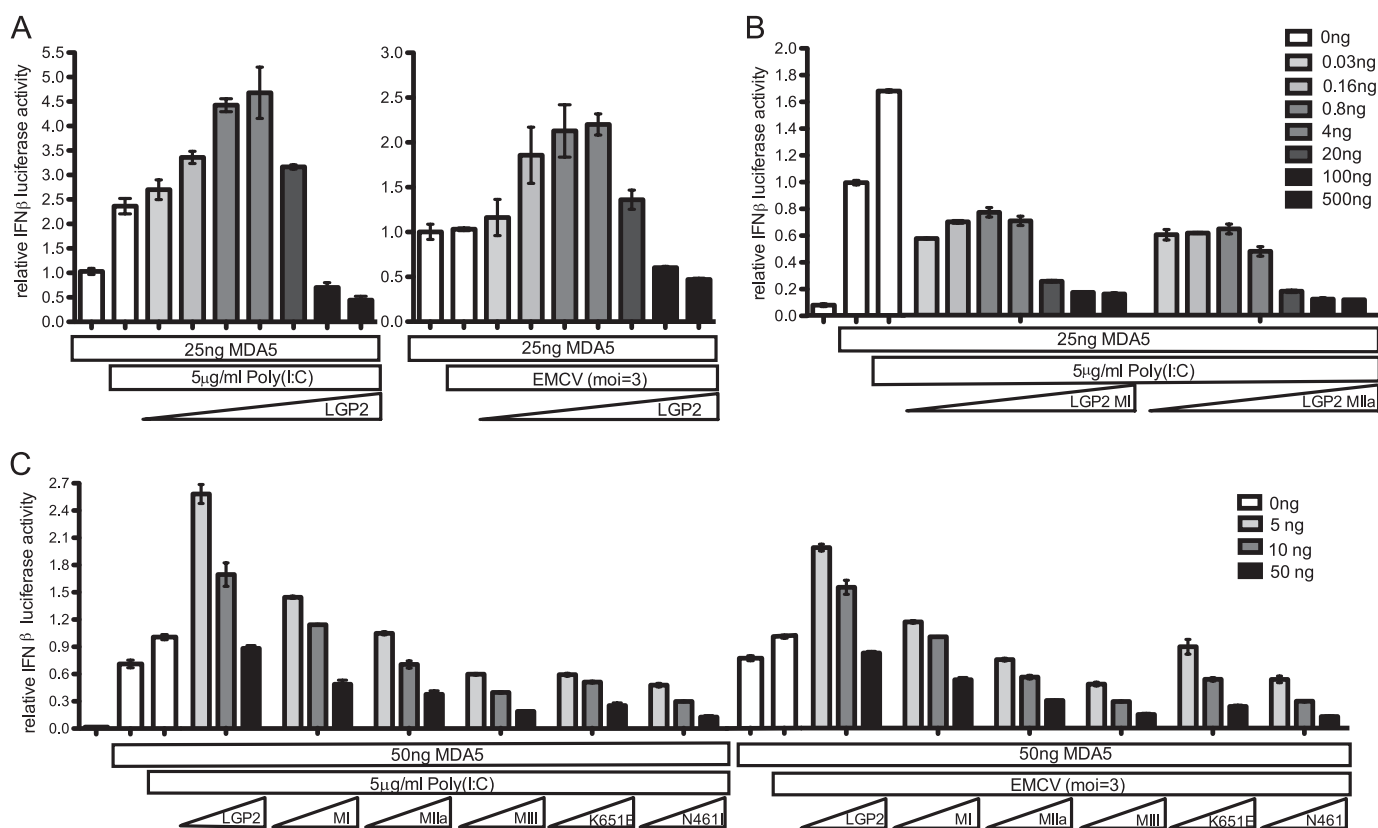 A
relative IFNβ luciferase activity
5.5
5.0
4.5
4.0
3.5
3.0
2.5
2.0
1.5
1.0
0.5
0.0
25ng MDA5
5µg/ml Poly(I:C)
LGP2
3.0
2.5
2.0
1.5
1.0
0.5
0.0
25ng MDA5
EMCV (moi=3)
LGP2
B
relative IFNβ luciferase activity
2.0
1.8
1.6
1.4
1.2
1.0
0.8
0.6
0.4
0.2
0.0
0ng
0.03ng
0.16ng
0.8ng
4ng
20ng
100ng
500ng
25ng MDA5
5µg/ml Poly(I:C)
LGP2 MI
LGP2 MIIa
C
relative IFN β luciferase activity
2.7
2.4
2.1
1.8
1.5
1.2
0.9
0.6
0.3
0.0
0ng
5 ng
10 ng
50 ng
50ng MDA5
5µg/ml Poly(I:C)
LGP2
MI
MIIa
MIII
K651E
N461I
50ng MDA5
EMCV (moi=3)
LGP2
MI
MIIa
MIII
K651E
N461